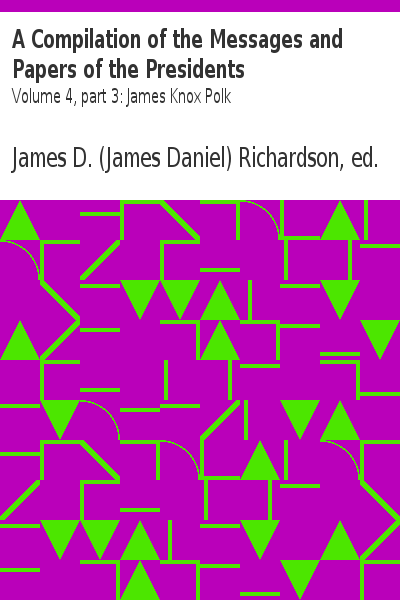 A Compilation of the Messages and
Papers of the Presidents
Volume 4, part 3: James Knox Polk
James D. (James Daniel) Richardson, ed.